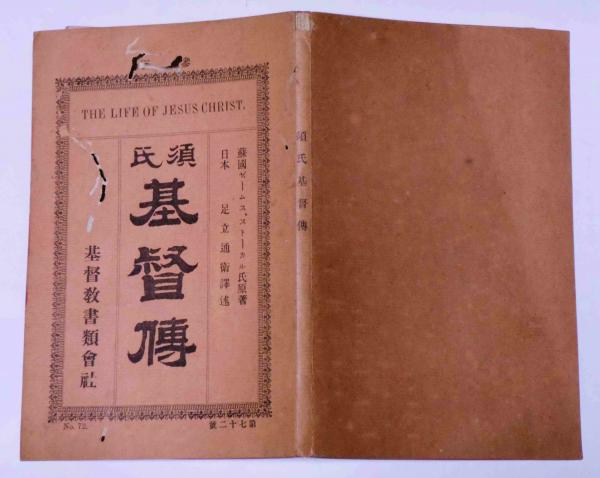 THE LIFE OF JESUS CHRIST.
蘇國ゼームス、ストーカル氏原著
日本 足立通衛譯述
須氏
基督傳
基督教書類會社
第七十二號
No. 72.
須氏基督傳